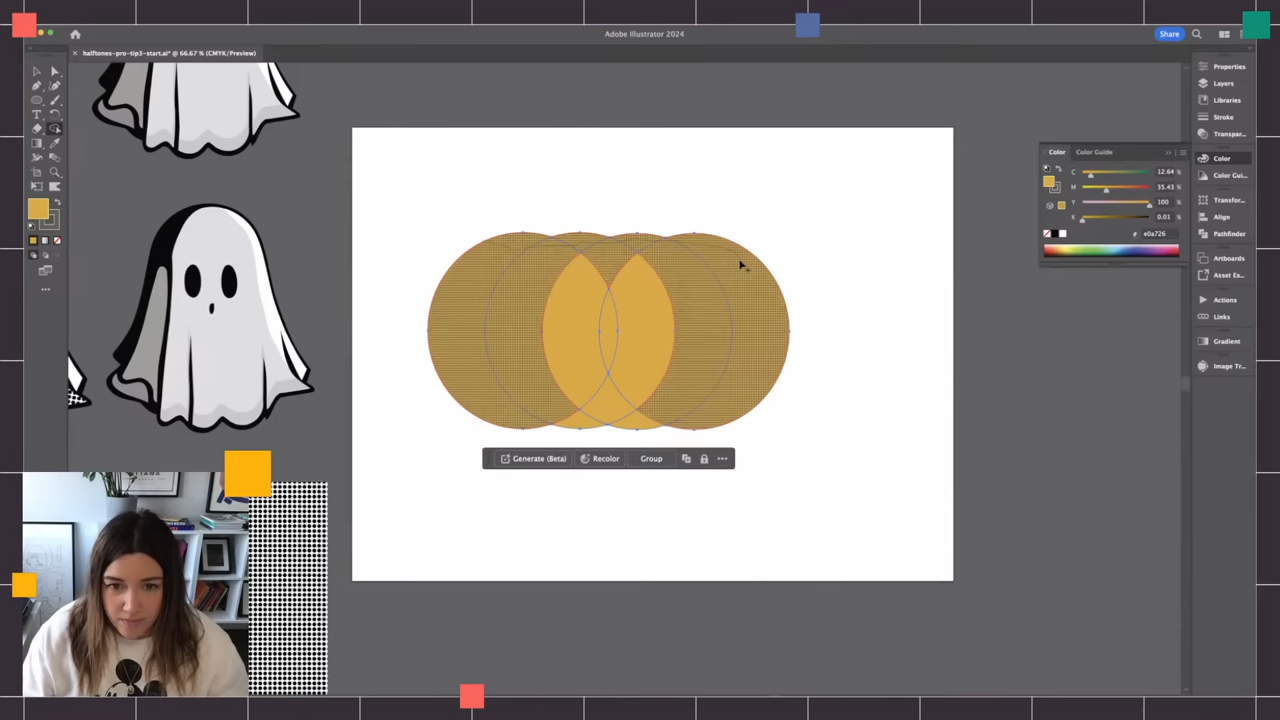 Adobe Illustrator 2024
Share
halftones-pro-tip3-start.ai* @ 66.67 % (CMYK/Preview)
Properties
Layers
Libraries
Stroke
Transpar...
Color
Color Gui...
Transfor...
Align
Pathfinder
Artboards
Asset Ex...
Actions
Links
Gradient
Image Tr...
Color
Color Guide
C 12.64 %
M 35.43 %
Y 100 %
K 0.01 %
# e0a726
Generate (Beta)
Recolor
Group